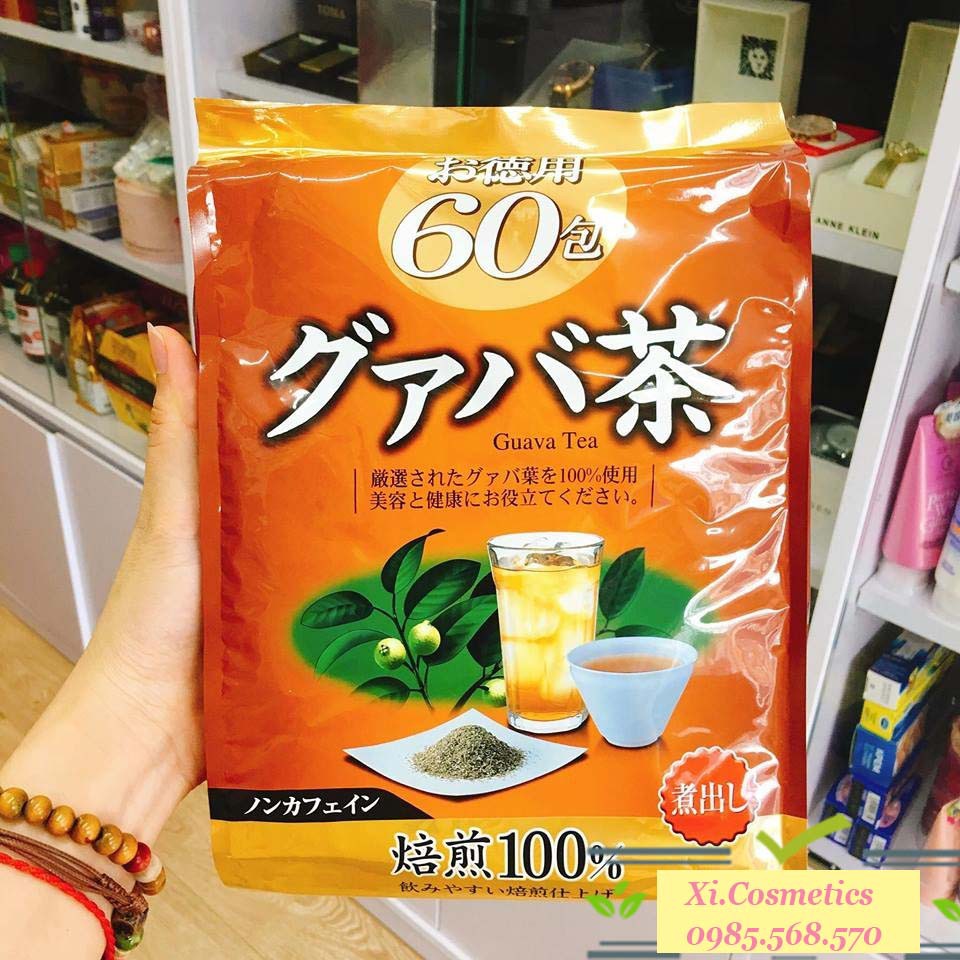 TOMA
ANNE KLEIN
お徳用
60包
グァバ茶
Guava Tea
厳選されたグァバ葉を100%使用
美容と健康にお役立てください。
ノンカフェイン
煮出し
焙煎100%
飲みやすい焙煎仕上げ
Xi.Cosmetics
0985.568.570